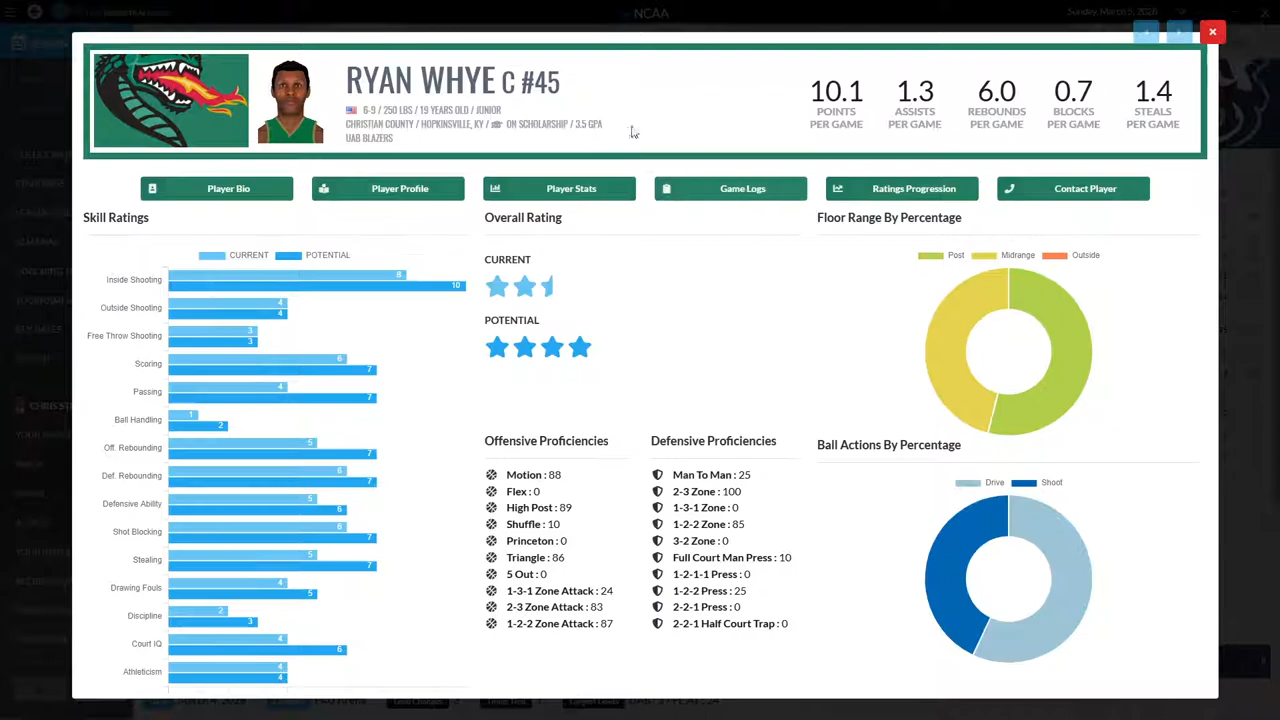 NCAA
Sunday, March 5, 2028
RYAN WHYE C #45
6-9 / 250 LBS / 19 YEARS OLD / JUNIOR
CHRISTIAN COUNTY / HOPKINSVILLE, KY / ON SCHOLARSHIP / 3.5 GPA
UAB BLAZERS
10.1 1.3 6.0 0.7 1.4
POINTS ASSISTS REBOUNDS BLOCKS STEALS
PER GAME PER GAME PER GAME PER GAME PER GAME
Player Bio Player Profile Player Stats Game Logs Ratings Progression Contact Player
Skill Ratings
CURRENT POTENTIAL
Inside Shooting 8 10
Outside Shooting 4 4
Free Throw Shooting 3 3
Scoring 6 7
Passing 4 7
Ball Handling 1 2
Off. Rebounding 5 7
Def. Rebounding 6 7
Defensive Ability 5 6
Shot Blocking 6 7
Stealing 5 7
Drawing Fouls 4 5
Discipline 2 3
Court IQ 4 6
Athleticism 4 4
Overall Rating
CURRENT
POTENTIAL
Offensive Proficiencies
Motion : 88
Flex : 0
High Post : 89
Shuffle : 10
Princeton : 0
Triangle : 86
5 Out : 0
1-3-1 Zone Attack : 24
2-3 Zone Attack : 83
1-2-2 Zone Attack : 87
Defensive Proficiencies
Man To Man : 25
2-3 Zone : 100
1-3-1 Zone : 0
1-2-2 Zone : 85
3-2 Zone : 0
Full Court Man Press : 10
1-2-1-1 Press : 0
1-2-2 Press : 25
2-2-1 Press : 0
2-2-1 Half Court Trap : 0
Floor Range By Percentage
Post Midrange Outside
Ball Actions By Percentage
Drive Shoot